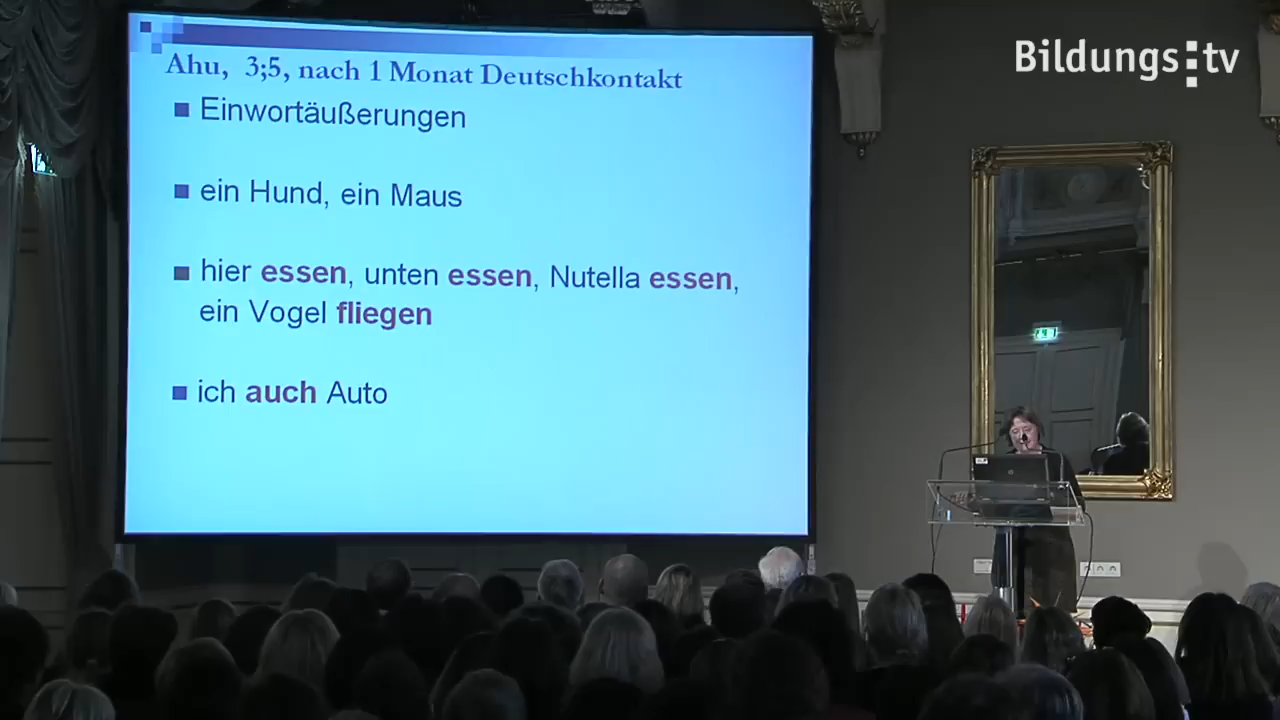 Bildungs:tv
Ahu, 3;5, nach 1 Monat Deutschkontakt
Einwortäußerungen
ein Hund, ein Maus
hier essen, unten essen, Nutella essen,
ein Vogel fliegen
ich auch Auto